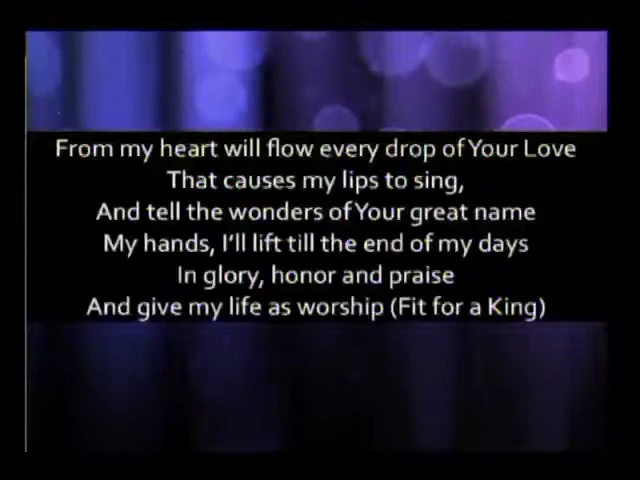 From my heart will flow every drop of Your Love
That causes my lips to sing,
And tell the wonders of Your great name
My hands, I'll lift till the end of my days
In glory, honor and praise
And give my life as worship (Fit for a King)